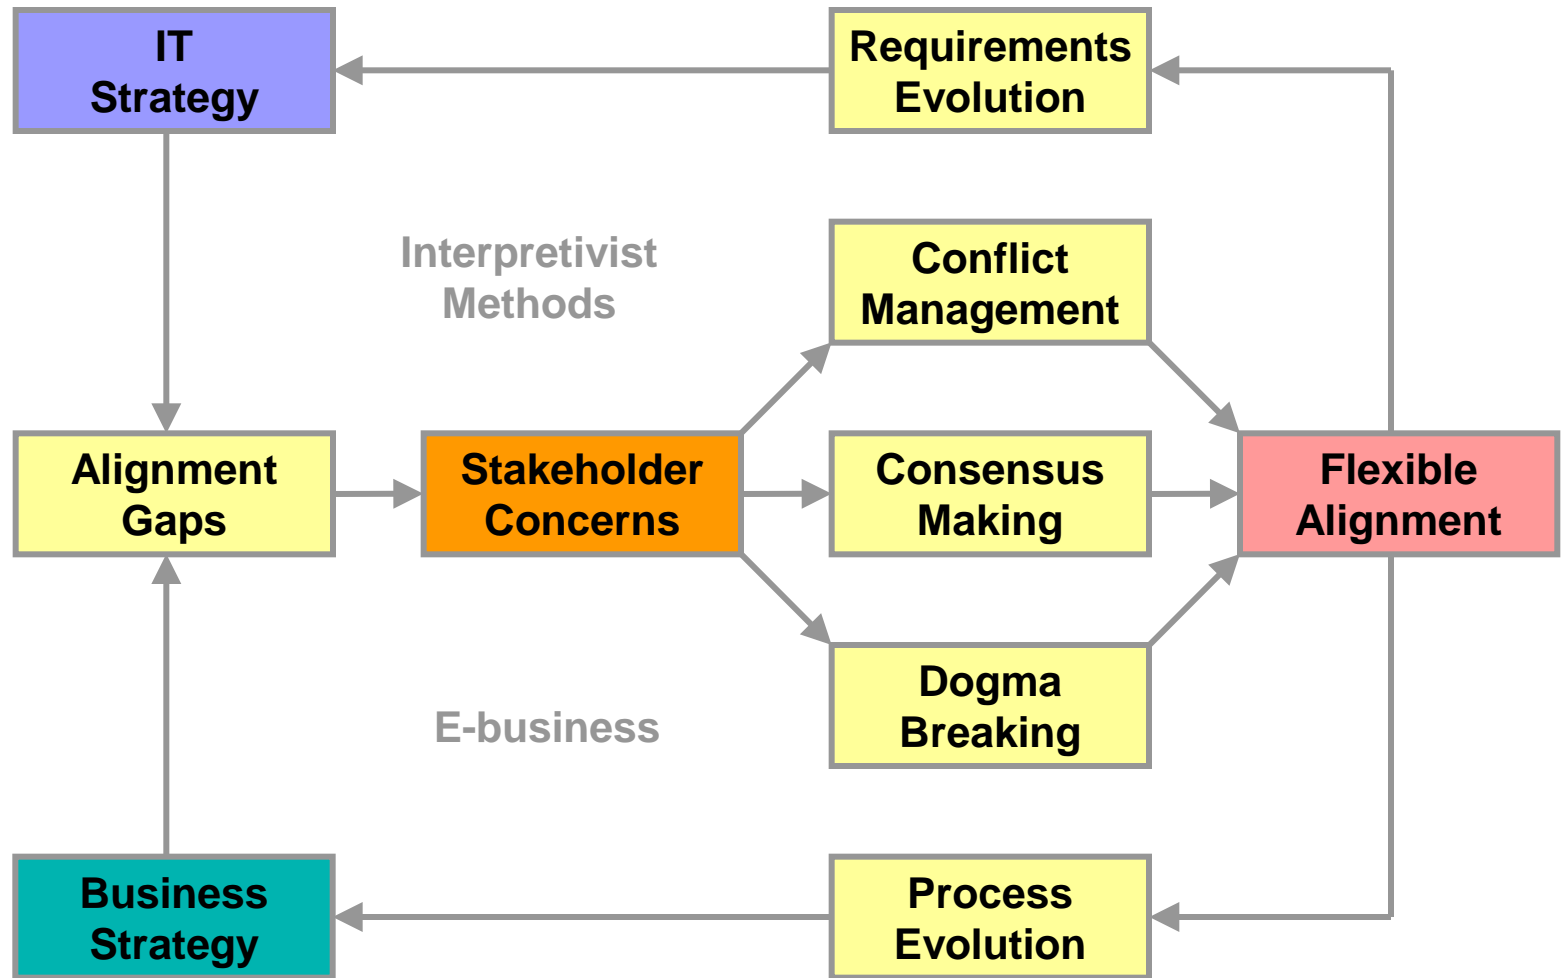 IT
Strategy
Requirements
Evolution
Interpretivist
Methods
Conflict
Management
Alignment
Gaps
Stakeholder
Concerns
Consensus
Making
Flexible
Alignment
E-business
Dogma
Breaking
Business
Strategy
Process
Evolution